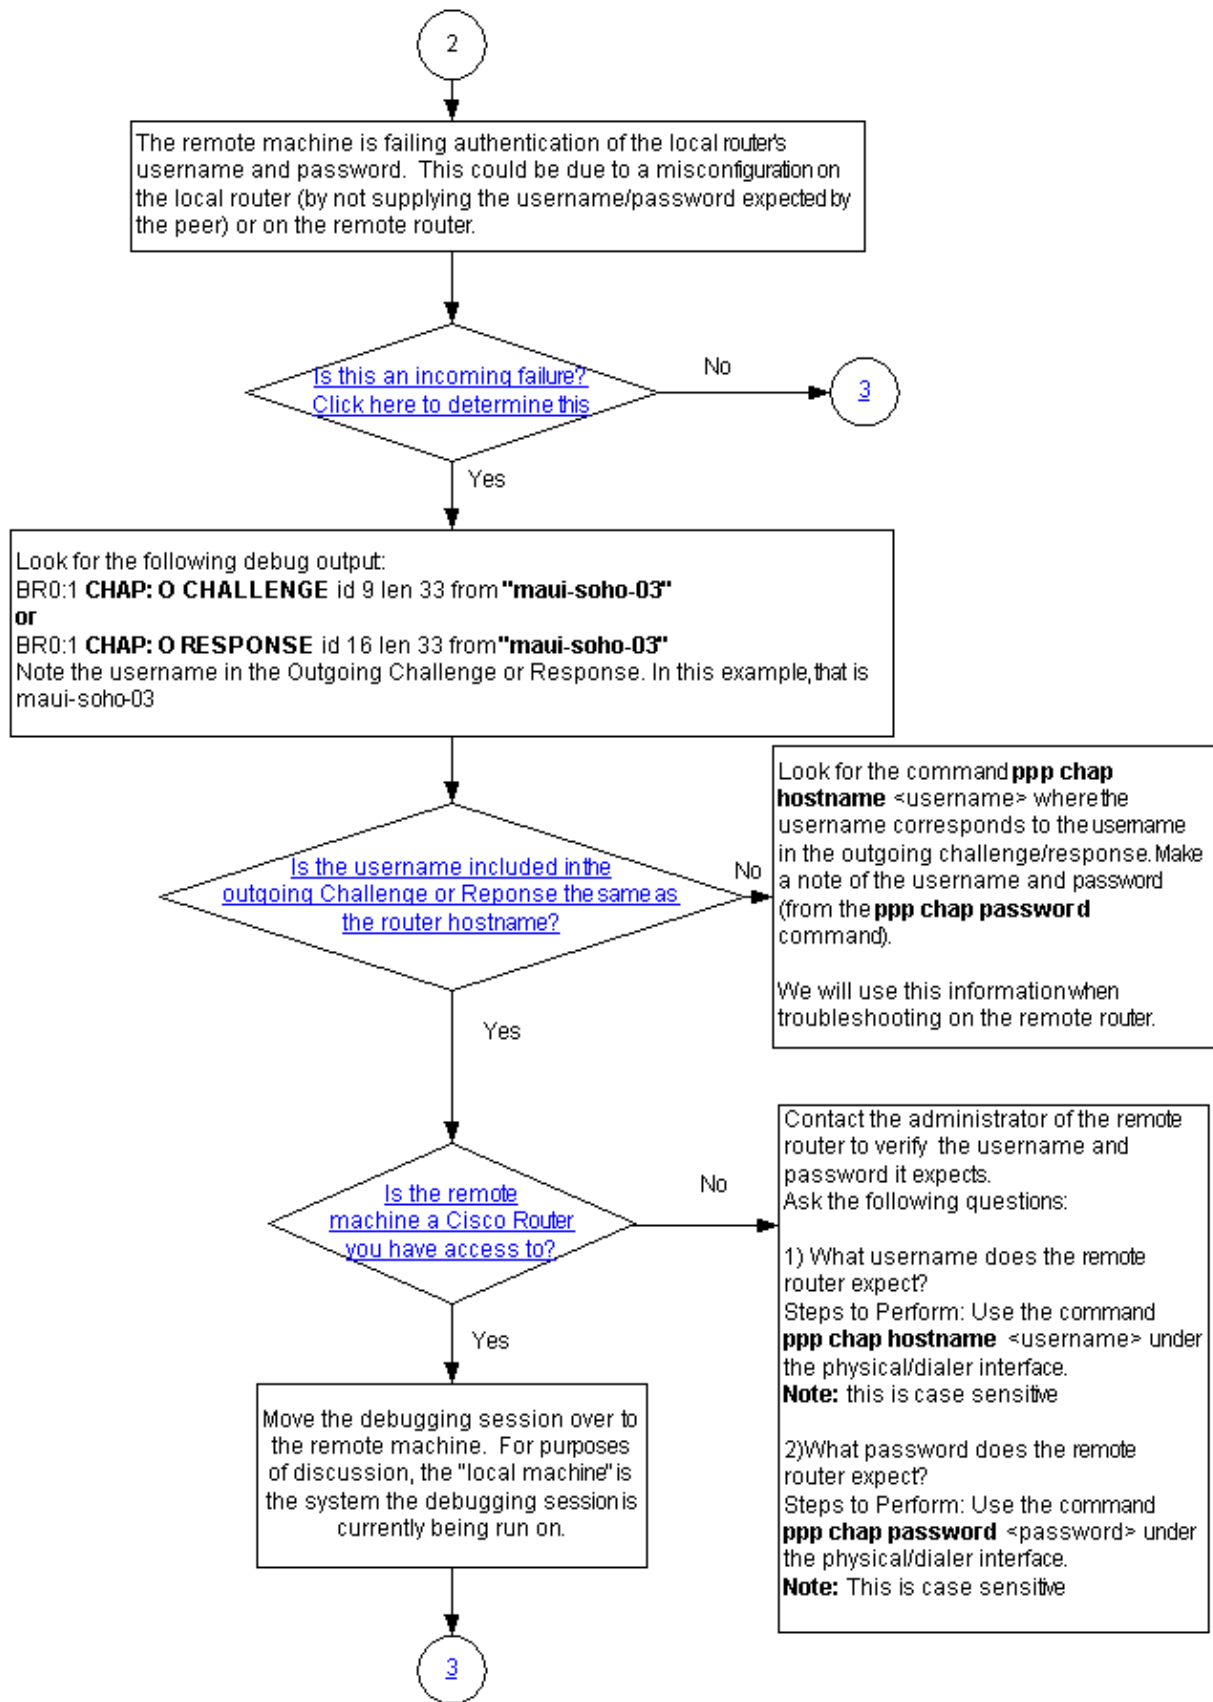 2
The remote machine is failing authentication of the local router's
username and password. This could be due to a misconfiguration on
the local router (by not supplying the username/password expected by
the peer) or on the remote router.
Is this an incoming failure?
Click here to determine this
No
3
Yes
Look for the following debug output:
BR0:1 CHAP: O CHALLENGE id 9 len 33 from "maui-soho-03"
or
BR0:1 CHAP: O RESPONSE id 16 len 33 from "maui-soho-03"
Note the username in the Outgoing Challenge or Response. In this example, that is
maui-soho-03
Is the username included in the
outgoing Challenge or Reponse the same as
the router hostname?
No
Look for the command ppp chap
hostname <username> where the
username corresponds to the username
in the outgoing challenge/response. Make
a note of the username and password
(from the ppp chap password
command).
We will use this information when
troubleshooting on the remote router.
Yes
Is the remote
machine a Cisco Router
you have access to?
No
Contact the administrator of the remote
router to verify the username and
password it expects.
Ask the following questions:
1) What username does the remote
router expect?
Steps to Perform: Use the command
ppp chap hostname <username> under
the physical/dialer interface.
Note: this is case sensitive
2)What password does the remote
router expect?
Steps to Perform: Use the command
ppp chap password <password> under
the physical/dialer interface.
Note: This is case sensitive
Yes
Move the debugging session over to
the remote machine. For purposes
of discussion, the "local machine" is
the system the debugging session is
currently being run on.
3